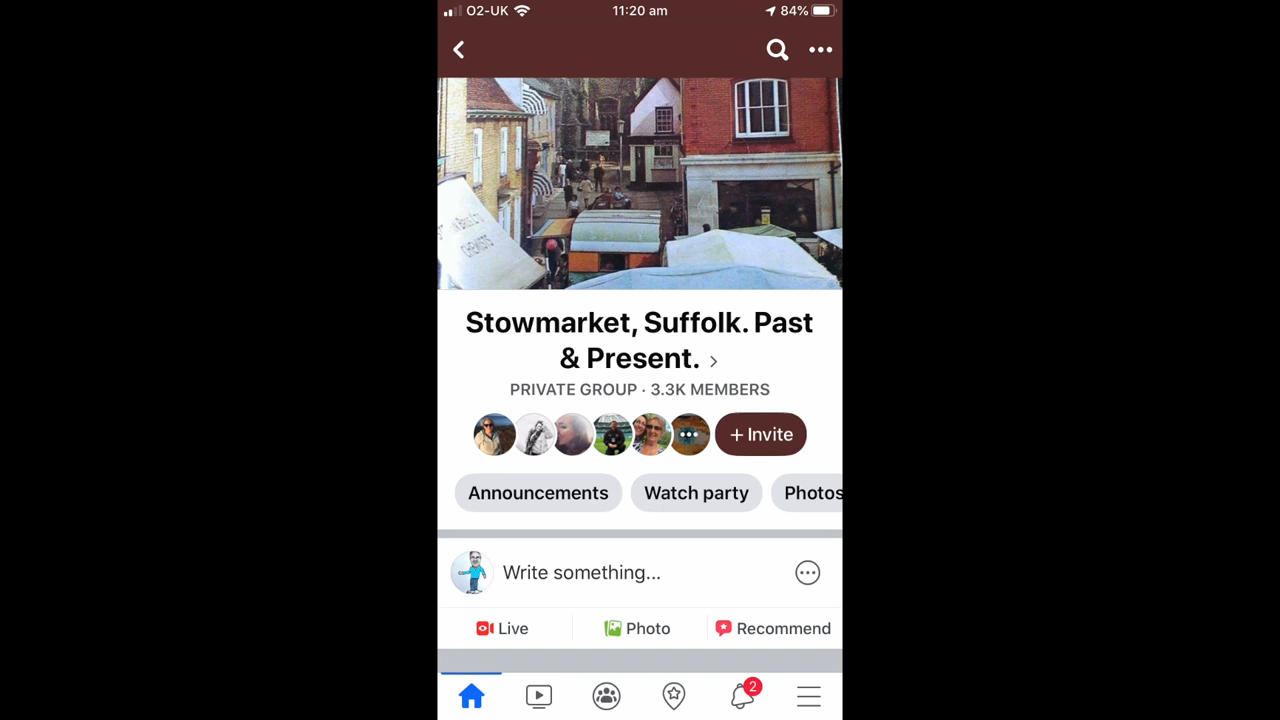 O2-UK 11:20 am 84%
CHEMISTS
Stowmarket, Suffolk. Past
& Present. >
PRIVATE GROUP · 3.3K MEMBERS
+ Invite
Announcements Watch party Photos
Write something...
Live Photo Recommend
2